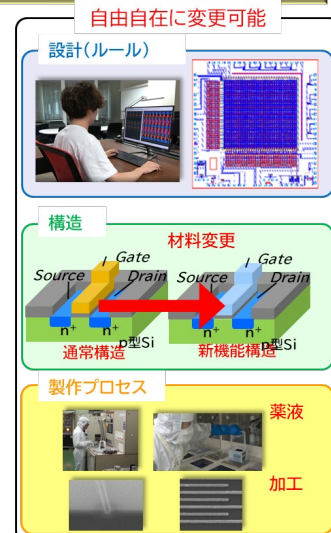 自由自在に変更可能
設計(ルール)
構造
材料変更
Gate
Gate
Source
Drain
Source
Drain
n+
n+
n+
n+
p型Si
p型Si
通常構造
新機能構造
製作プロセス
薬液
加工